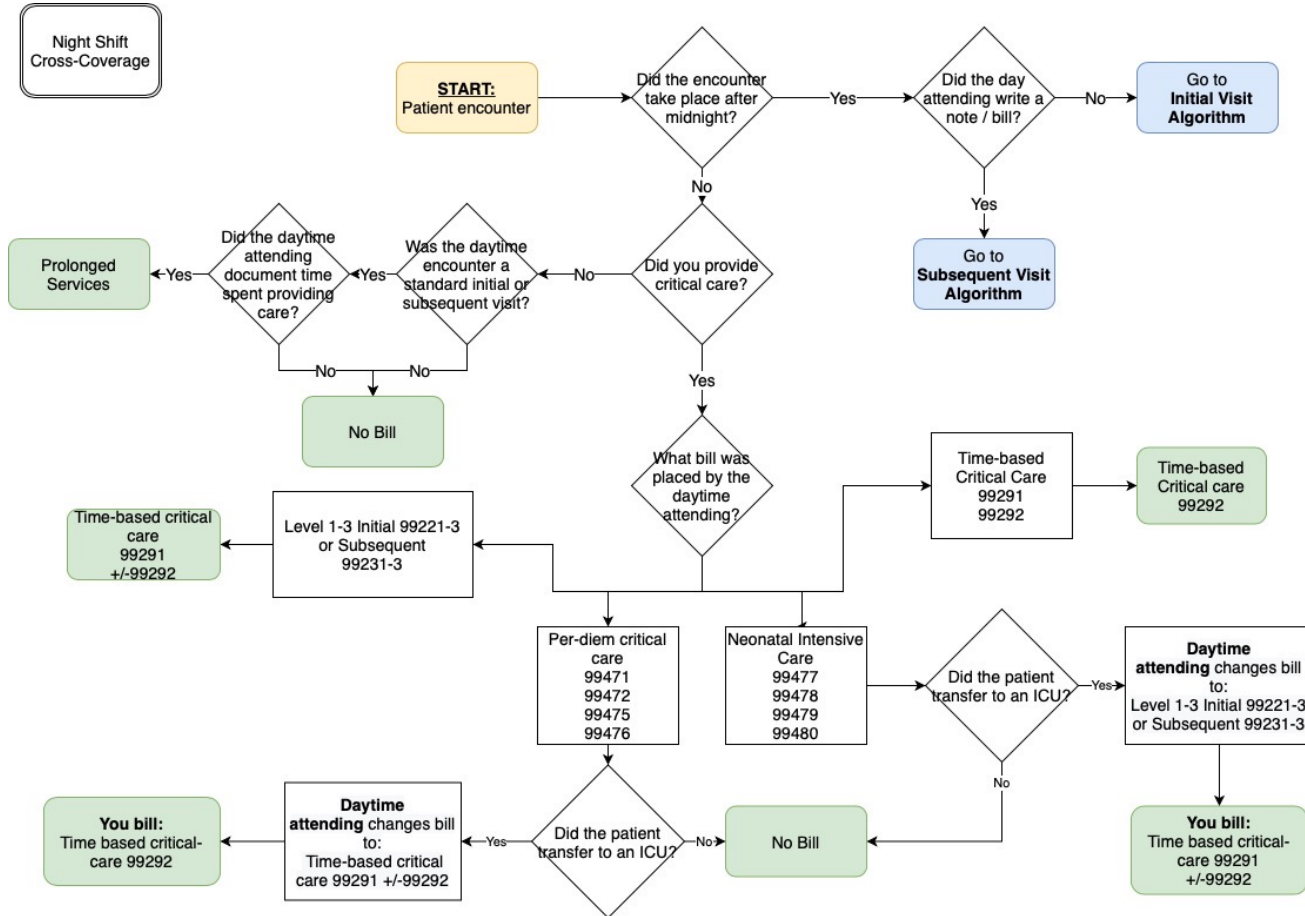 Night Shift
Cross-Coverage
START:
Patient encounter
Did the encounter
take place after
midnight?
Yes
Did the day
attending write a
note / bill?
No
Go to
Initial Visit
Algorithm
No
Yes
Prolonged
Services
Yes
Did the daytime
attending
document time
spent providing
care?
Yes
Was the daytime
encounter a
standard initial or
subsequent visit?
No
Did you provide
critical care?
Go to
Subsequent Visit
Algorithm
No
No
Yes
No Bill
What bill was
placed by the
daytime
attending?
Time-based
Critical Care
99291
99292
Time-based
Critical care
99292
Time-based critical
care
99291
+/-99292
Level 1-3 Initial 99221-3
or Subsequent
99231-3
Per-diem critical
care
99471
99472
99475
99476
Neonatal Intensive
Care
99477
99478
99479
99480
Did the patient
transfer to an ICU?
Yes
Daytime
attending changes bill
to:
Level 1-3 Initial 99221-3
or Subsequent 99231-3
No
You bill:
Time based critical-
care 99292
Daytime
attending changes bill
to:
Time-based critical
care 99291 +/-99292
Yes
Did the patient
transfer to an ICU?
No
No Bill
You bill:
Time based critical-
care 99291
+/-99292